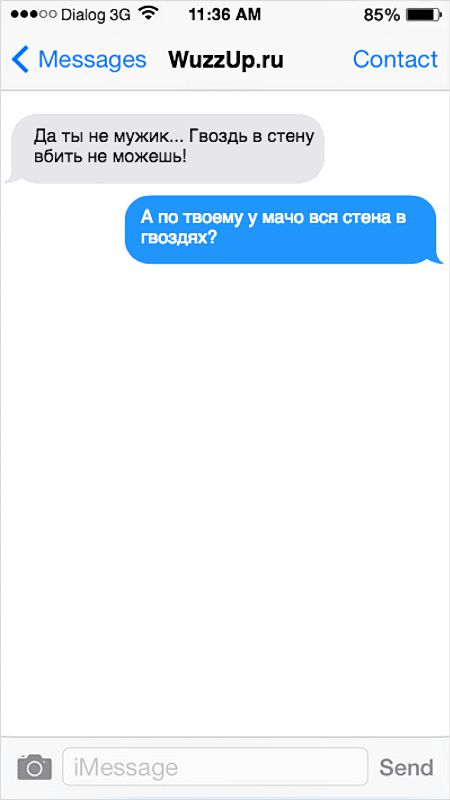 Dialog 3G 11:36 AM 85%
Messages WuzzUp.ru Contact
Да ты не мужик... Гвоздь в стену
вбить не можешь!
А по твоему у мачо вся стена в
гвоздях?
iMessage Send